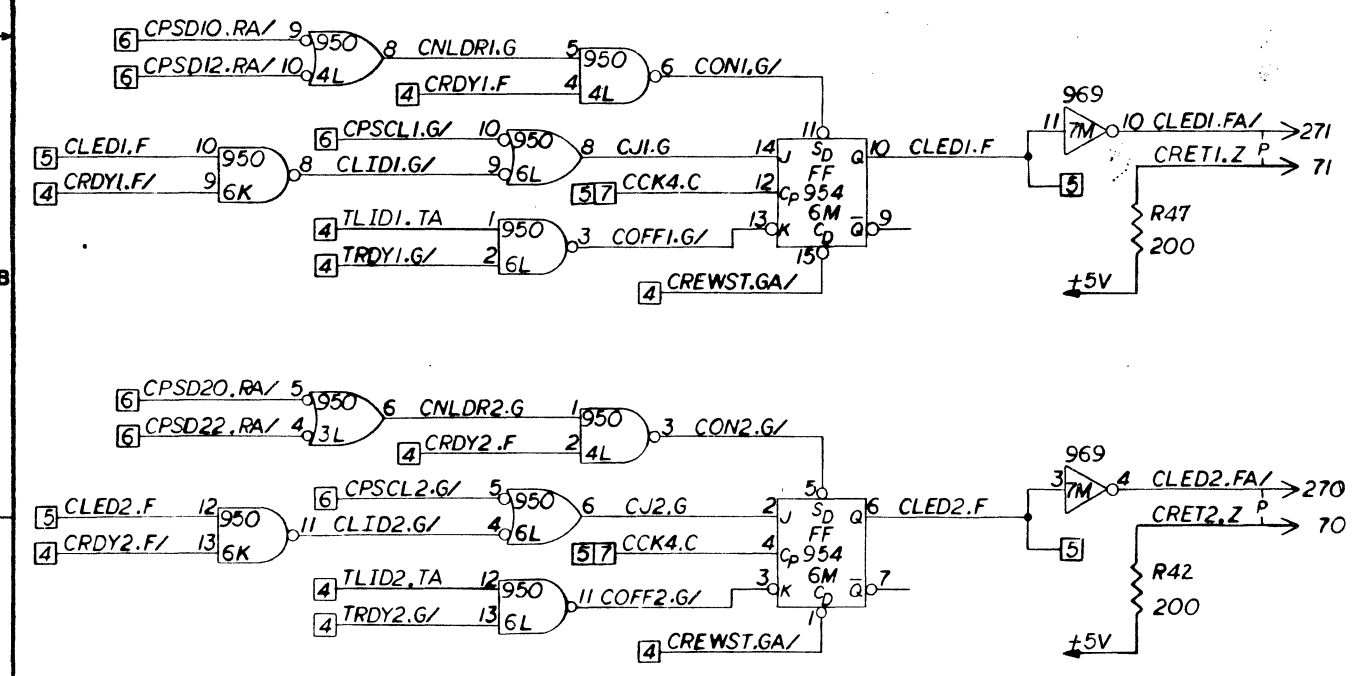 6 CPSD10.RA/ 9 950 8 CNLDR1.G 5 950 6 CON1.G/
6 CPSD12.RA/ 10 4L 4 CRDY1.F 4 4L
969
11 7M 10 CLED1.FA/ 271
5 CLED1.F 10 950 8 CLID1.G/ 9
4 CRDY1.F/ 9 6K
6 CPSCL1.G/ 10 950 8 CJ1.G 14
6L
57 CCK4.C 12
11 SD J Q 10 CLED1.F 5
FF
CP 954
6M
13 K CD Q 9
15
CRET1.Z P 71
R47
200
+5V
4 TLID1.TA 1 950 3 COFF1.G/
4 TRDY1.G/ 2 6L
4 CREWST.GA/
B
6 CPSD20.RA/ 5 950 6 CNLDR2.G 1 950 3 CON2.G/
6 CPSD22.RA/ 4 3L 4 CRDY2.F 2 4L
969
3 7M 4 CLED2.FA/ 270
5 CLED2.F 12 950 11 CLID2.G/ 4
4 CRDY2.F/ 13 6K
6 CPSCL2.G/ 5 950 6 CJ2.G 2
6L
57 CCK4.C 4
5 SD J Q 6 CLED2.F 5
FF
CP 954
6M
3 K CD Q 7
1
CRET2.Z P 70
R42
200
+5V
4 TLID2.TA 12 950 11 COFF2.G/
4 TRDY2.G/ 13 6L
4 CREWST.GA/